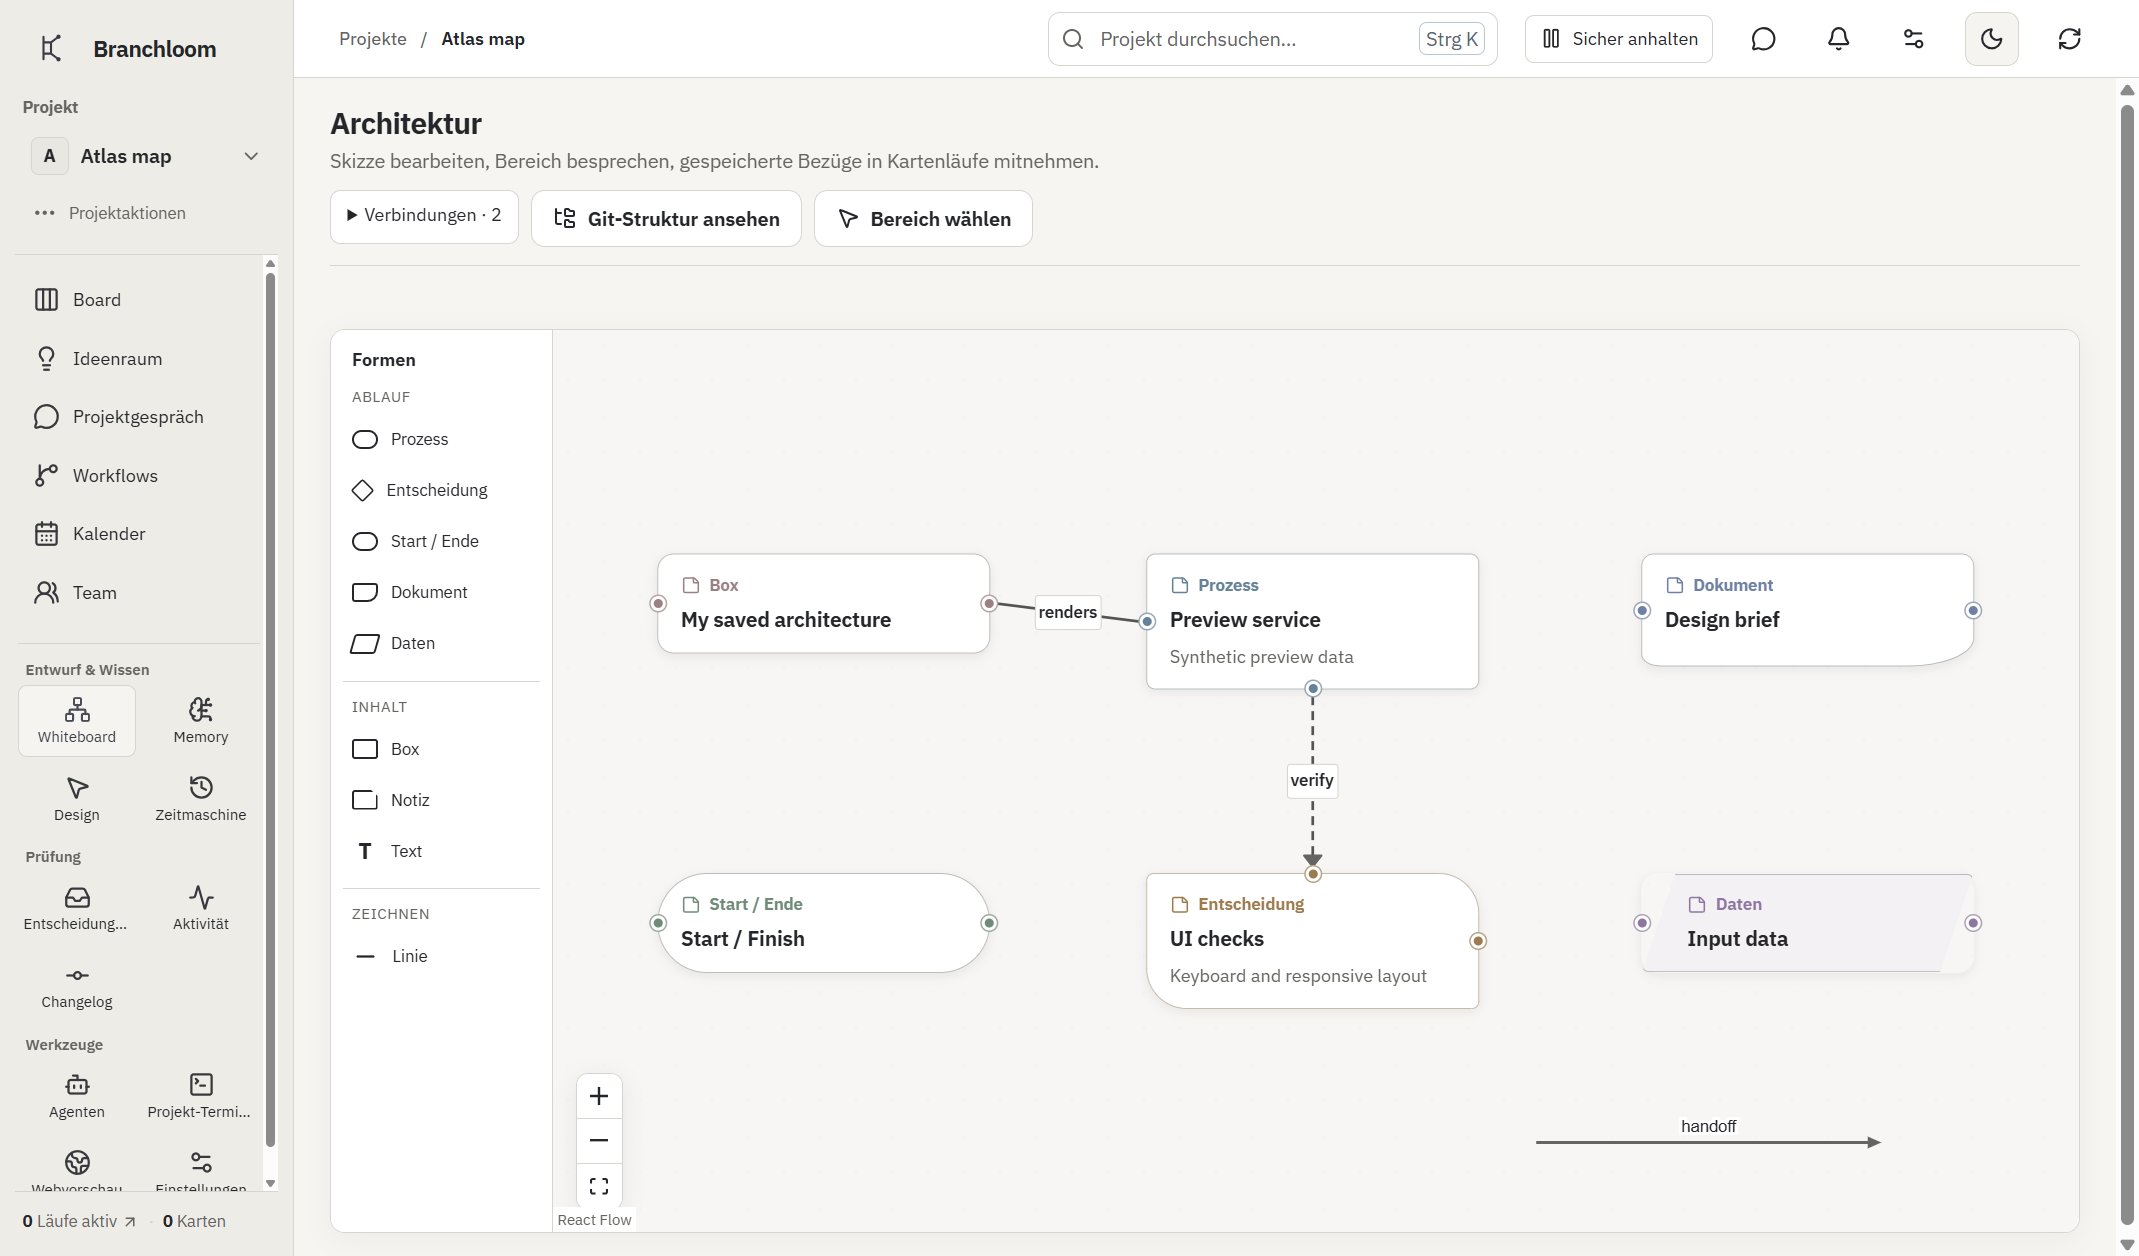 Branchloom
Projekt
A Atlas map
Projektaktionen
Board
Ideenraum
Projektgespräch
Workflows
Kalender
Team
Entwurf & Wissen
Whiteboard
Memory
Design
Zeitmaschine
Prüfung
Entscheidung...
Aktivität
Changelog
Werkzeuge
Agenten
Projekt-Termi...
Webvorschau
Einstellungen
0 Läufe aktiv · 0 Karten
Projekte / Atlas map
Projekt durchsuchen... Strg K
Sicher anhalten
Architektur
Skizze bearbeiten, Bereich besprechen, gespeicherte Bezüge in Kartenläufe mitnehmen.
Verbindungen · 2
Git-Struktur ansehen
Bereich wählen
Formen
ABLAUF
Prozess
Entscheidung
Start / Ende
Dokument
Daten
INHALT
Box
Notiz
T Text
ZEICHNEN
Linie
Box
My saved architecture
renders
Prozess
Preview service
Synthetic preview data
Dokument
Design brief
verify
Start / Ende
Start / Finish
Entscheidung
UI checks
Keyboard and responsive layout
Daten
Input data
handoff
React Flow